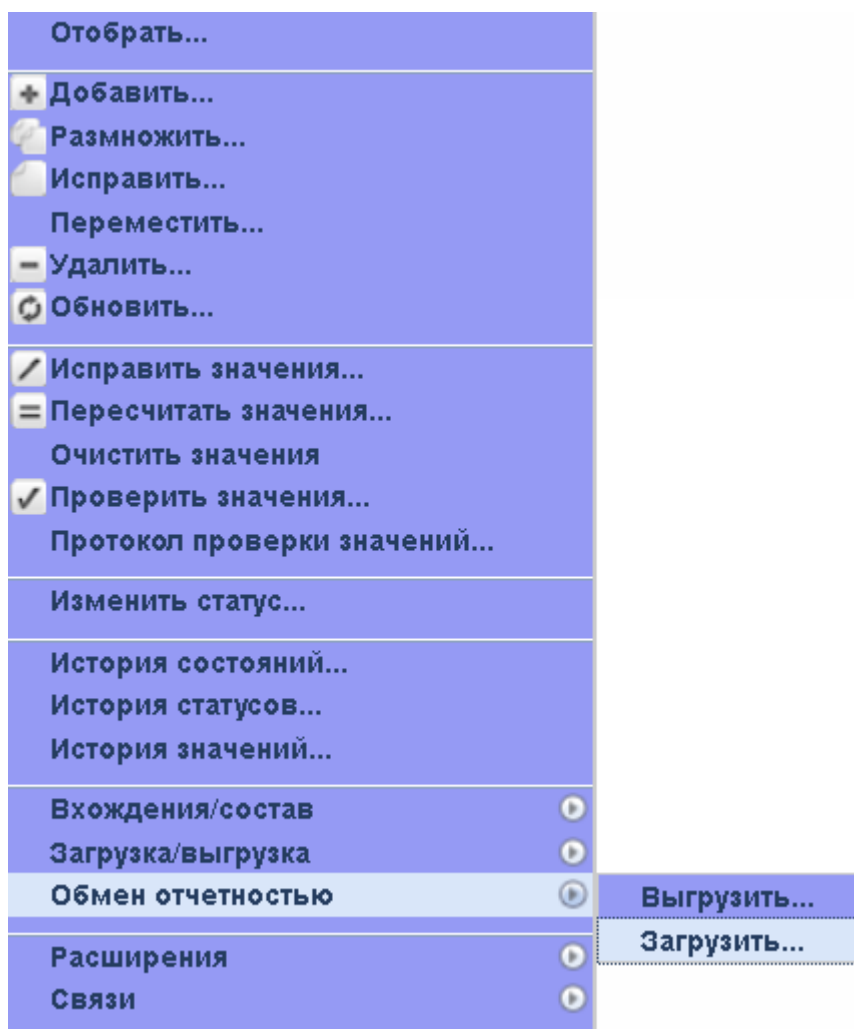 Отобрать...
Добавить...
Размножить...
Исправить...
Переместить...
Удалить...
Обновить...
Исправить значения...
Пересчитать значения...
Очистить значения
Проверить значения...
Протокол проверки значений...
Изменить статус...
История состояний...
История статусов...
История значений...
Вхождения/состав
Загрузка/выгрузка
Обмен отчетностью
Выгрузить...
Загрузить...
Расширения
Связи